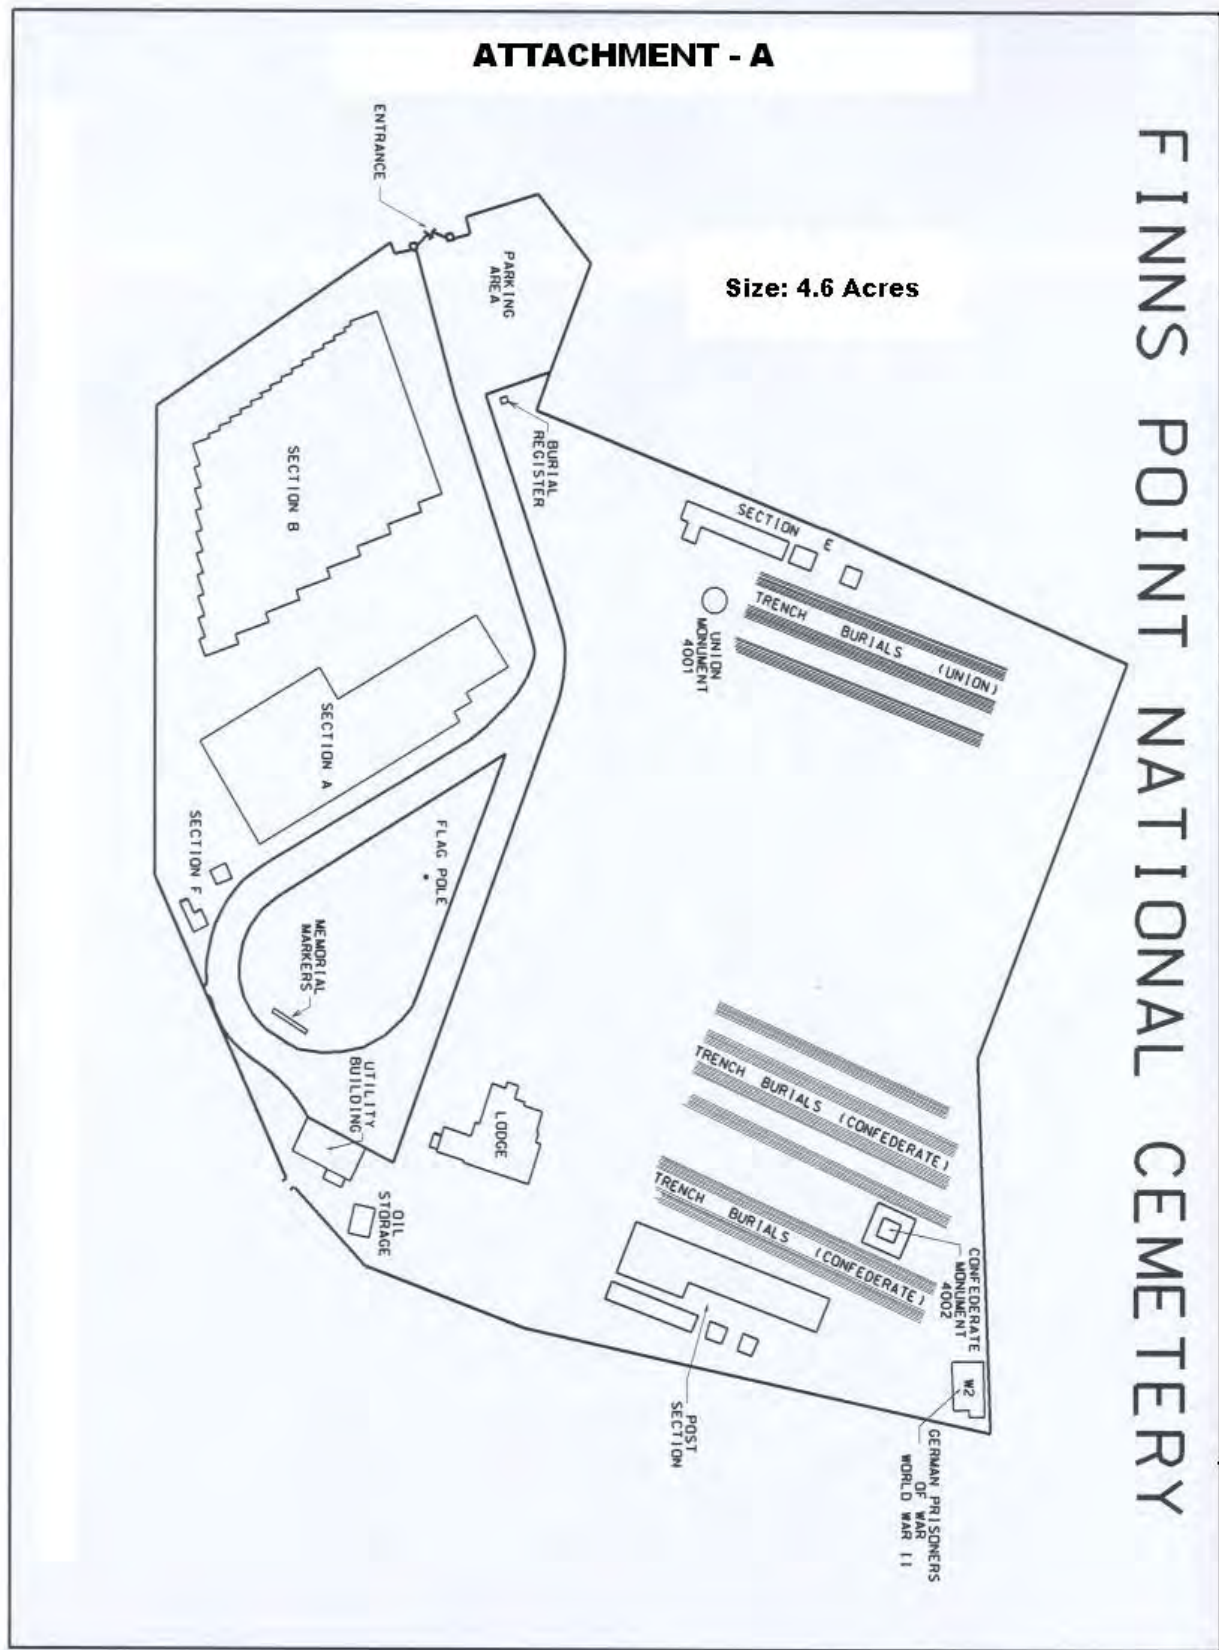 ATTACHMENT - A
FINNS POINT NATIONAL CEMETERY
Size: 4.6 Acres
ENTRANCE
PARKING
AREA
BURIAL
REGISTER
SECTION B
SECTION A
SECTION F
FLAG POLE
MEMORIAL
MARKERS
UTILITY
BUILDING
OIL
STORAGE
LODGE
SECTION E
UNION
MONUMENT
4001
TRENCH BURIALS (UNION)
TRENCH BURIALS (CONFEDERATE)
TRENCH BURIALS (CONFEDERATE)
CONFEDERATE
MONUMENT
4002
POST
SECTION
W2
GERMAN PRISONERS
OF WAR
WORLD WAR II